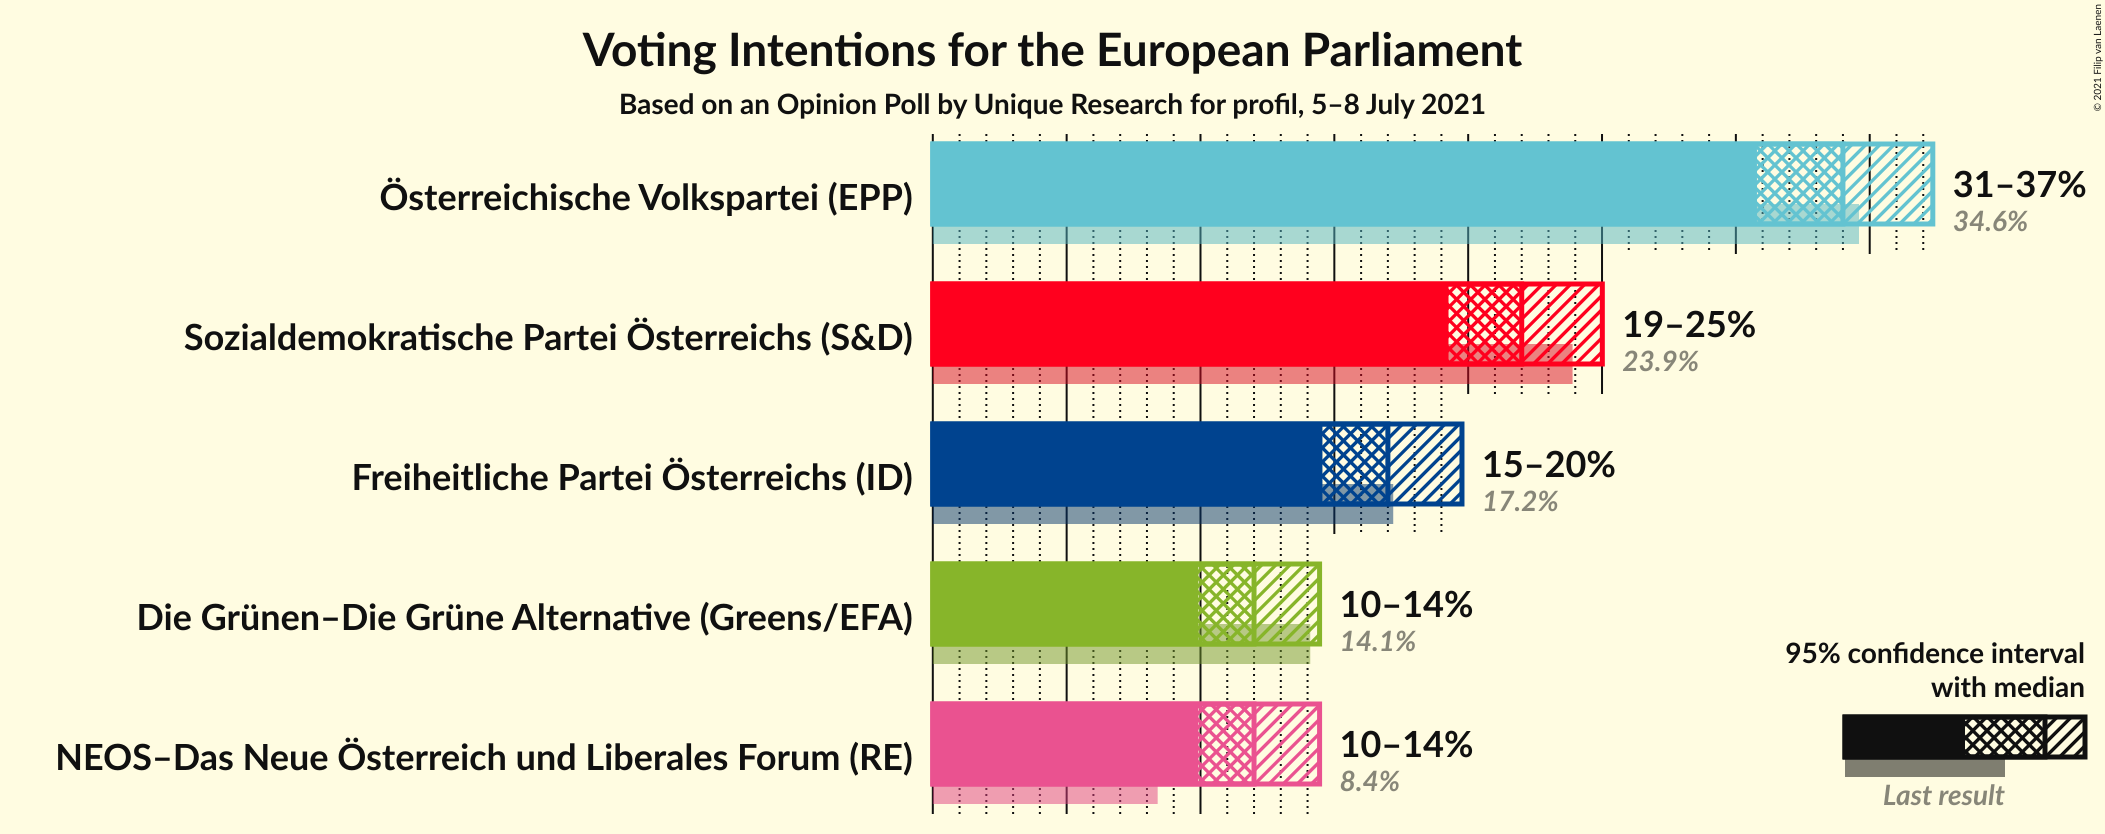 Voting Intentions for the European Parliament
Based on an Opinion Poll by Unique Research for profil, 5–8 July 2021
© 2021 Filip van Laenen
Österreichische Volkspartei (EPP)
31–37%
34.6%
Sozialdemokratische Partei Österreichs (S&D)
19–25%
23.9%
Freiheitliche Partei Österreichs (ID)
15–20%
17.2%
Die Grünen–Die Grüne Alternative (Greens/EFA)
10–14%
14.1%
NEOS–Das Neue Österreich und Liberales Forum (RE)
10–14%
8.4%
95% confidence interval
with median
Last result